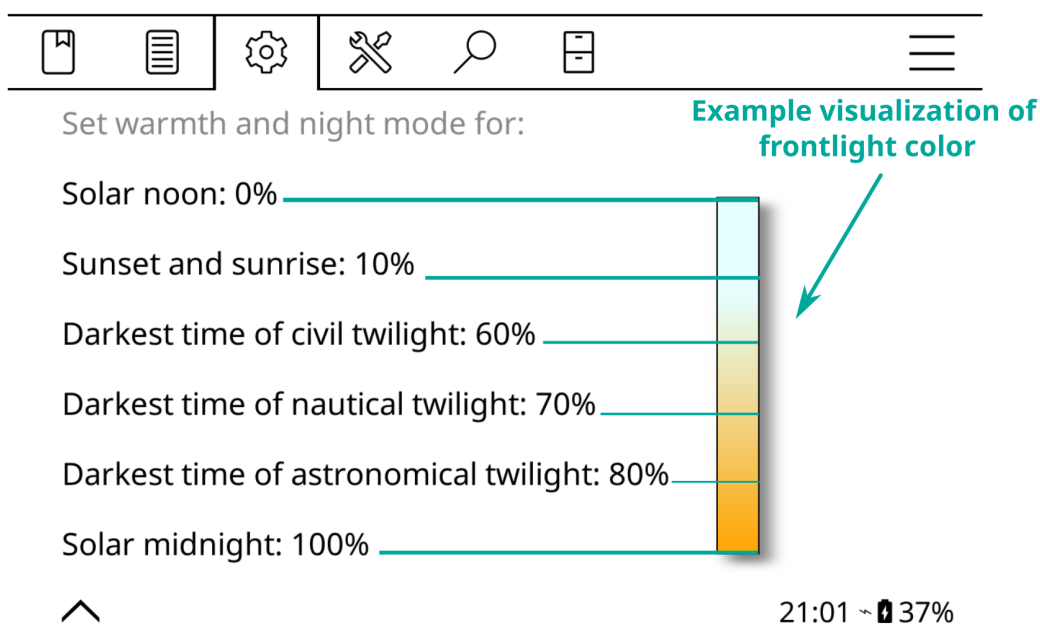 Example visualization of
frontlight color
Set warmth and night mode for:
Solar noon: 0%
Sunset and sunrise: 10%
Darkest time of civil twilight: 60%
Darkest time of nautical twilight: 70%
Darkest time of astronomical twilight: 80%
Solar midnight: 100%
21:01 37%